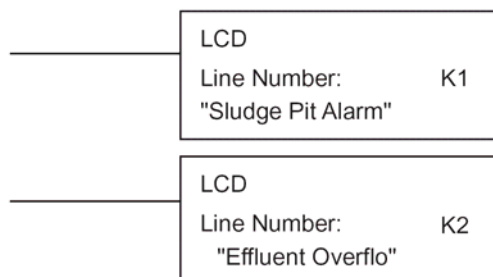 LCD
Line Number: K1
"Sludge Pit Alarm"
LCD
Line Number: K2
"Effluent Overflo"